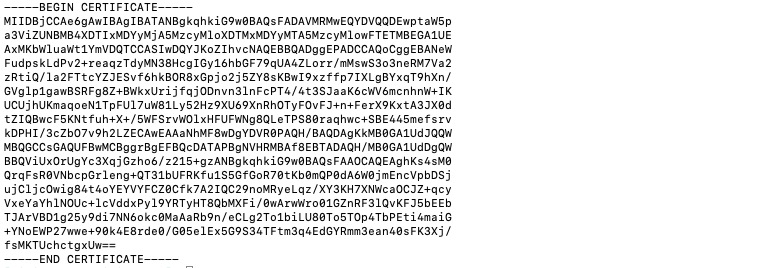 -----BEGIN CERTIFICATE-----
MIIDBjCCAe6gAwIBAgIBATANBgkqhkiG9w0BAQsFADAVMRMwEQYDVQQDEwptaW5p
a3ViZUNBMB4XDTIxMDYyMjA5MzcyMloXDTMxMDYyMTA5MzcyMlowFTETMBEGA1UE
AxMKbWluaWt1YmVDQTCCASIwDQYJKoZIhvcNAQEBBQADggEPADCCAQoCggEBANeW
FudpskLdPv2+reaqzTdyMN38HcgIGy16hbGF79qUA4ZLorr/mMswS3o3neRM7Va2
zRtiQ/la2FTtcYZJESvf6hkBOR8xGpjo2j5ZY8sKBwI9xzffp7IXLgBYxqT9hXn/
GVglp1gawBSRFg8Z+BWkxUrijfqjODnvn3lnFcPT4/4t3SJaaK6cWV6mcnhnW+IK
UCUjhUKmaqoeN1TpFUl7uW81Ly52Hz9XU69XnRhOTyFOvFJ+n+FerX9KxtA3JX0d
tZIQBwcF5KNtfuh+X+/5WFSrvWOlxHFUFWNg8QLeTPS80raqhwc+SBE445mefsrv
kDPHI/3cZbO7v9h2LZECAwEAAaNhMF8wDgYDVR0PAQH/BAQDAgKkMB0GA1UdJQQW
MBQGCCsGAQUFBwMCBggrBgEFBQcDATAPBgNVHRMBAf8EBTADAQH/MB0GA1UdDgQW
BBQViUxOrUgYc3XqjGzho6/z215+gzANBgkqhkiG9w0BAQsFAAOCAQEAghKs4sM0
QrqFsR0VNbcpGrleng+QT31bUFRKfu1S5GfGoR70tKb0mQP0dA6W0jmEncVpbDSj
ujCljcOwig84t4oYEVYFCZ0Cfk7A2IQC29noMRyeLqz/XY3KH7XNWcaOCJZ+qcy
VxeYaYhlNOUc+lcVddxPyl9YRTyHT8QbMXFi/0wArwWro01GZnRF3lQvKFJ5bEEb
TJArVBD1g25y9di7NN6okc0MaAaRb9n/eCLg2To1biLU80To5TOp4TbPEti4maiG
+YNoEWP27wwe+90k4E8rde0/G05elEx5G9S34TFtm3q4EdGYRmm3ean40sFK3Xj/
fsMKTUchctgxUw==
-----END CERTIFICATE-----